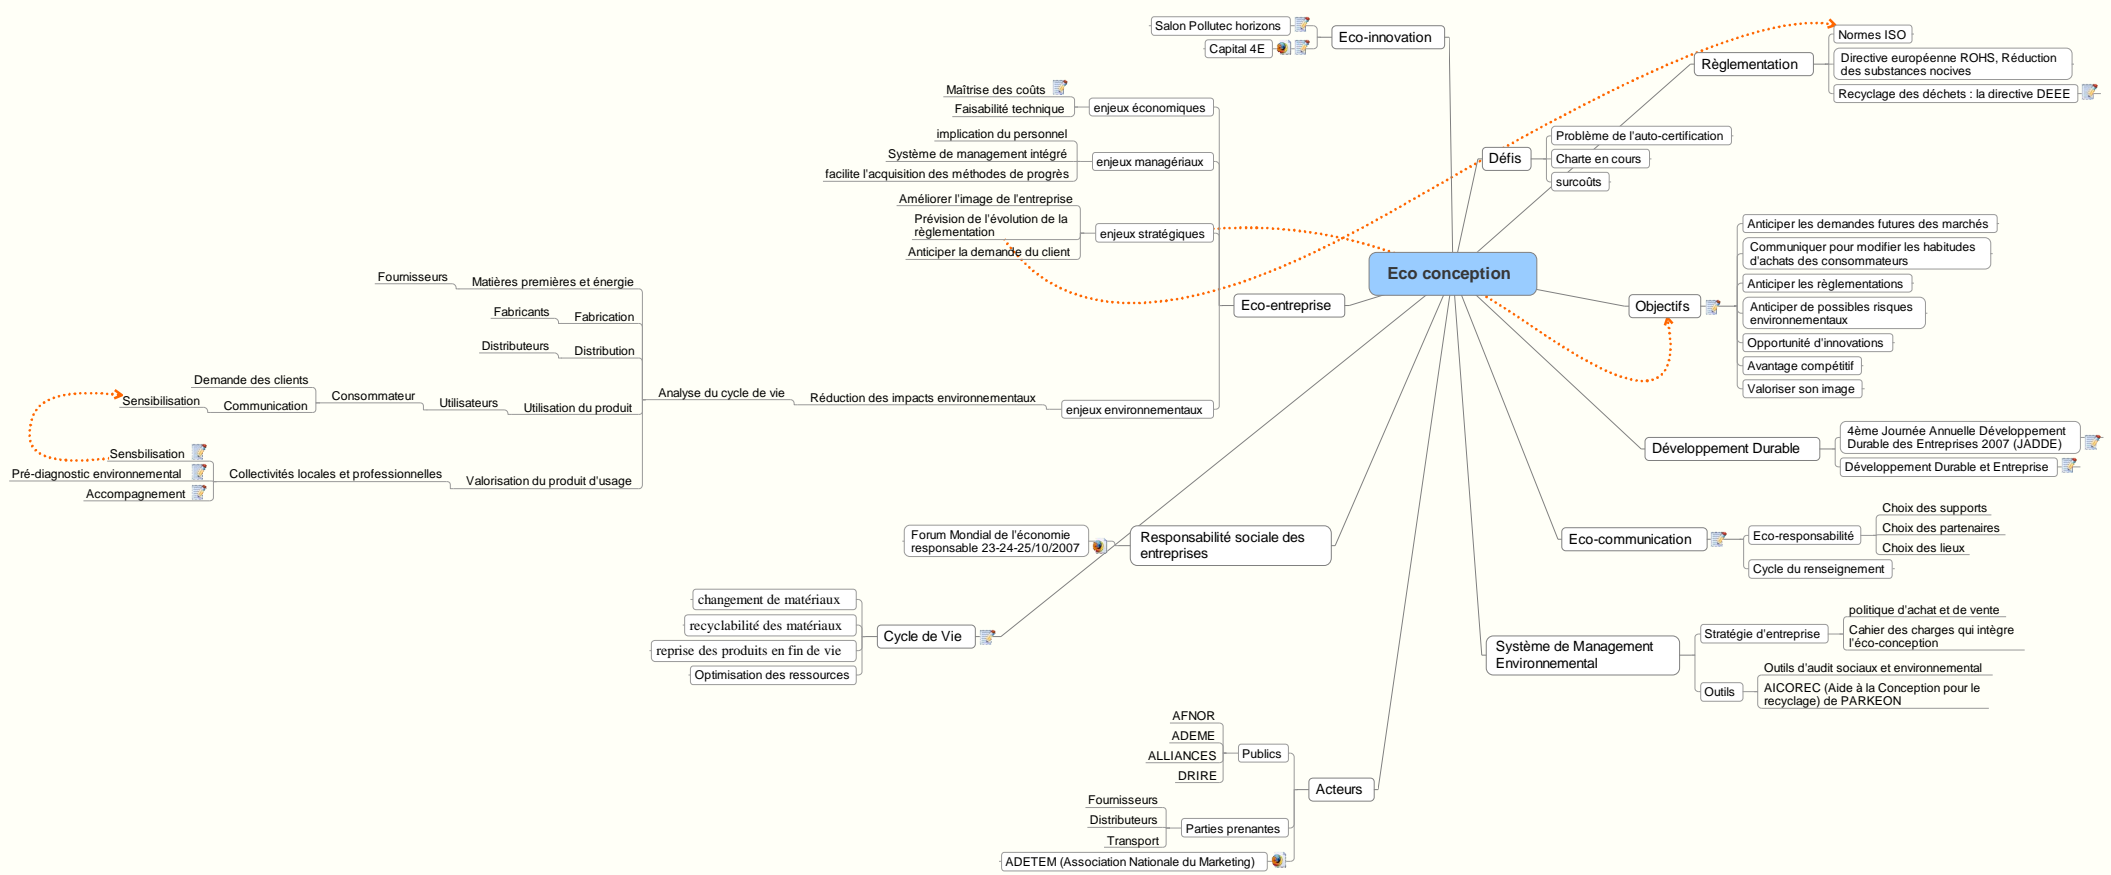 Eco conception
Eco-innovation
Salon Pollutec horizons
Capital 4E
Règlementation
Normes ISO
Directive européenne ROHS, Réduction
des substances nocives
Recyclage des déchets : la directive DEEE
Défis
Problème de l'auto-certification
Charte en cours
surcoûts
Objectifs
Anticiper les demandes futures des marchés
Communiquer pour modifier les habitudes
d'achats des consommateurs
Anticiper les règlementations
Anticiper de possibles risques
environnementaux
Opportunité d'innovations
Avantage compétitif
Valoriser son image
Développement Durable
4ème Journée Annuelle Développement
Durable des Entreprises 2007 (JADDE)
Développement Durable et Entreprise
Eco-communication
Eco-responsabilité
Choix des supports
Choix des partenaires
Choix des lieux
Cycle du renseignement
Système de Management
Environnemental
Stratégie d'entreprise
politique d'achat et de vente
Cahier des charges qui intègre
l'éco-conception
Outils
Outils d'audit sociaux et environnemental
AICOREC (Aide à la Conception pour le
recyclage) de PARKEON
Eco-entreprise
enjeux économiques
Maîtrise des coûts
Faisabilité technique
enjeux managériaux
implication du personnel
Système de management intégré
facilite l'acquisition des méthodes de progrès
enjeux stratégiques
Améliorer l'image de l'entreprise
Prévision de l'évolution de la
règlementation
Anticiper la demande du client
enjeux environnementaux
Réduction des impacts environnementaux
Analyse du cycle de vie
Matières premières et énergie
Fournisseurs
Fabrication
Fabricants
Distribution
Distributeurs
Utilisation du produit
Utilisateurs
Consommateur
Demande des clients
Communication
Sensibilisation
Valorisation du produit d'usage
Collectivités locales et professionnelles
Sensbilisation
Pré-diagnostic environnemental
Accompagnement
Responsabilité sociale des
entreprises
Forum Mondial de l'économie
responsable 23-24-25/10/2007
Cycle de Vie
changement de matériaux
recyclabilité des matériaux
reprise des produits en fin de vie
Optimisation des ressources
Acteurs
Publics
AFNOR
ADEME
ALLIANCES
DRIRE
Parties prenantes
Fournisseurs
Distributeurs
Transport
ADETEM (Association Nationale du Marketing)